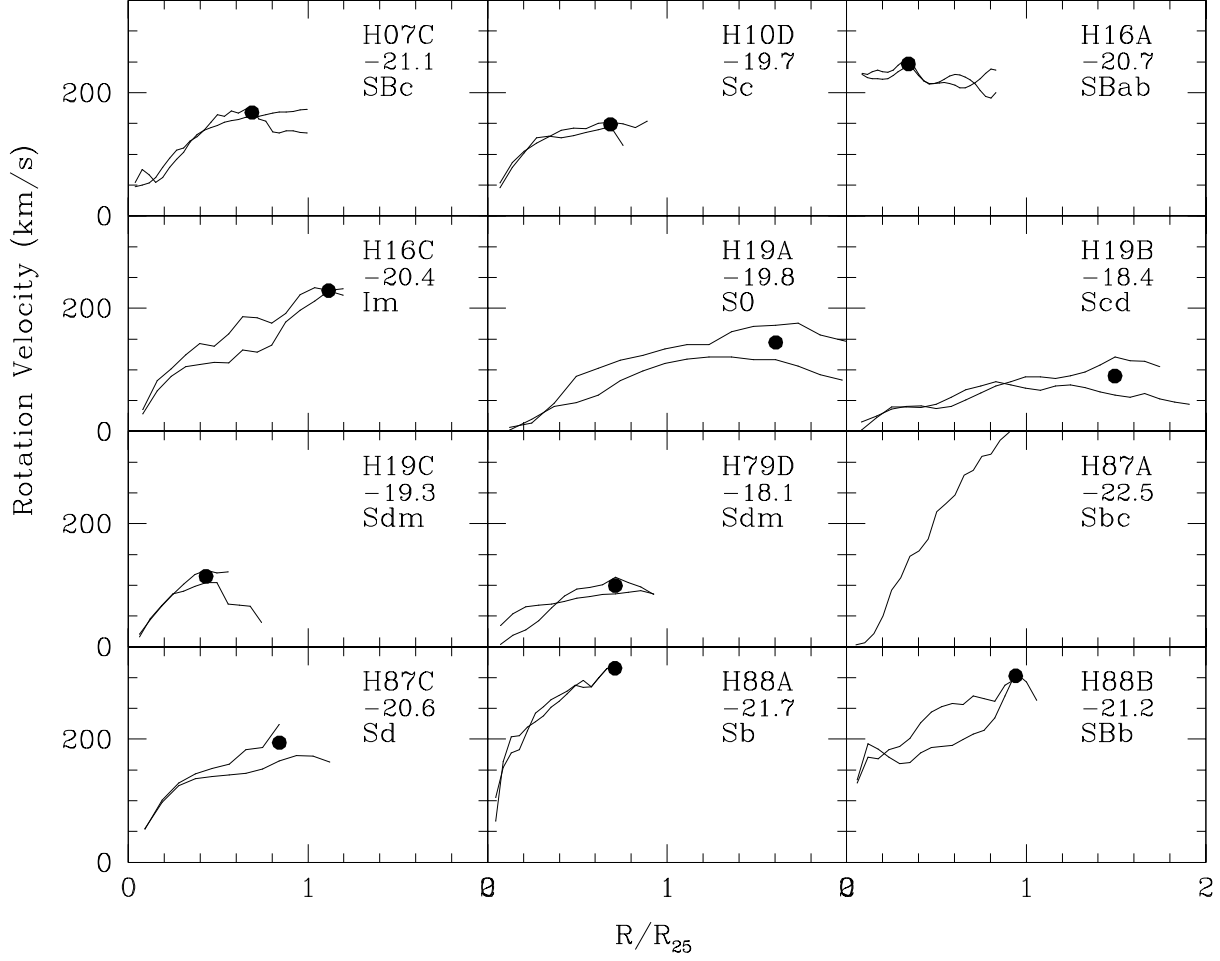 H07C
-21.1
SBc
H10D
-19.7
Sc
H16A
-20.7
SBab
200
0
H16C
-20.4
Im
H19A
-19.8
S0
H19B
-18.4
Scd
200
0
H19C
-19.3
Sdm
H79D
-18.1
Sdm
H87A
-22.5
Sbc
200
0
H87C
-20.6
Sd
H88A
-21.7
Sb
H88B
-21.2
SBb
200
0
0 1 2 1 2 1 2
Rotation Velocity (km/s)
R/R25